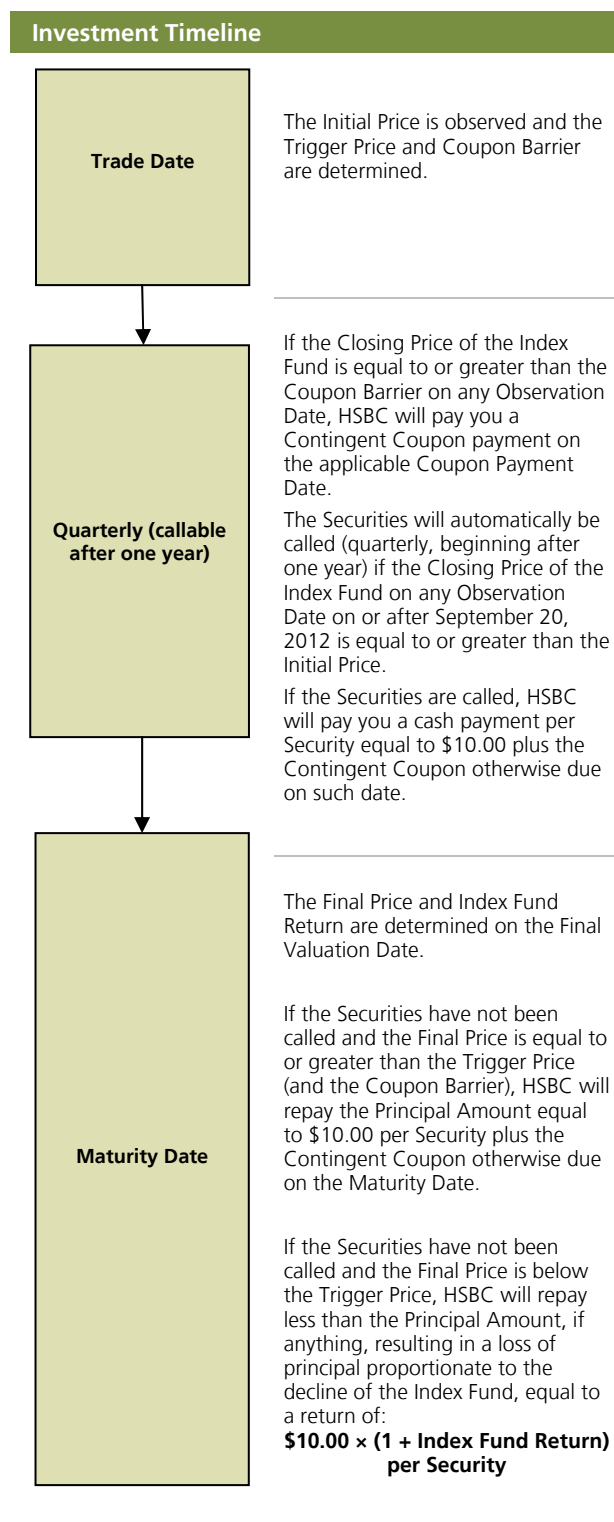 Investment Timeline
Trade Date
The Initial Price is observed and the
Trigger Price and Coupon Barrier
are determined.
Quarterly (callable
after one year)
If the Closing Price of the Index
Fund is equal to or greater than the
Coupon Barrier on any Observation
Date, HSBC will pay you a
Contingent Coupon payment on
the applicable Coupon Payment
Date.
The Securities will automatically be
called (quarterly, beginning after
one year) if the Closing Price of the
Index Fund on any Observation
Date on or after September 20,
2012 is equal to or greater than the
Initial Price.
If the Securities are called, HSBC
will pay you a cash payment per
Security equal to $10.00 plus the
Contingent Coupon otherwise due
on such date.
Maturity Date
The Final Price and Index Fund
Return are determined on the Final
Valuation Date.
If the Securities have not been
called and the Final Price is equal to
or greater than the Trigger Price
(and the Coupon Barrier), HSBC will
repay the Principal Amount equal
to $10.00 per Security plus the
Contingent Coupon otherwise due
on the Maturity Date.
If the Securities have not been
called and the Final Price is below
the Trigger Price, HSBC will repay
less than the Principal Amount, if
anything, resulting in a loss of
principal proportionate to the
decline of the Index Fund, equal to
a return of:
$10.00 × (1 + Index Fund Return)
per Security